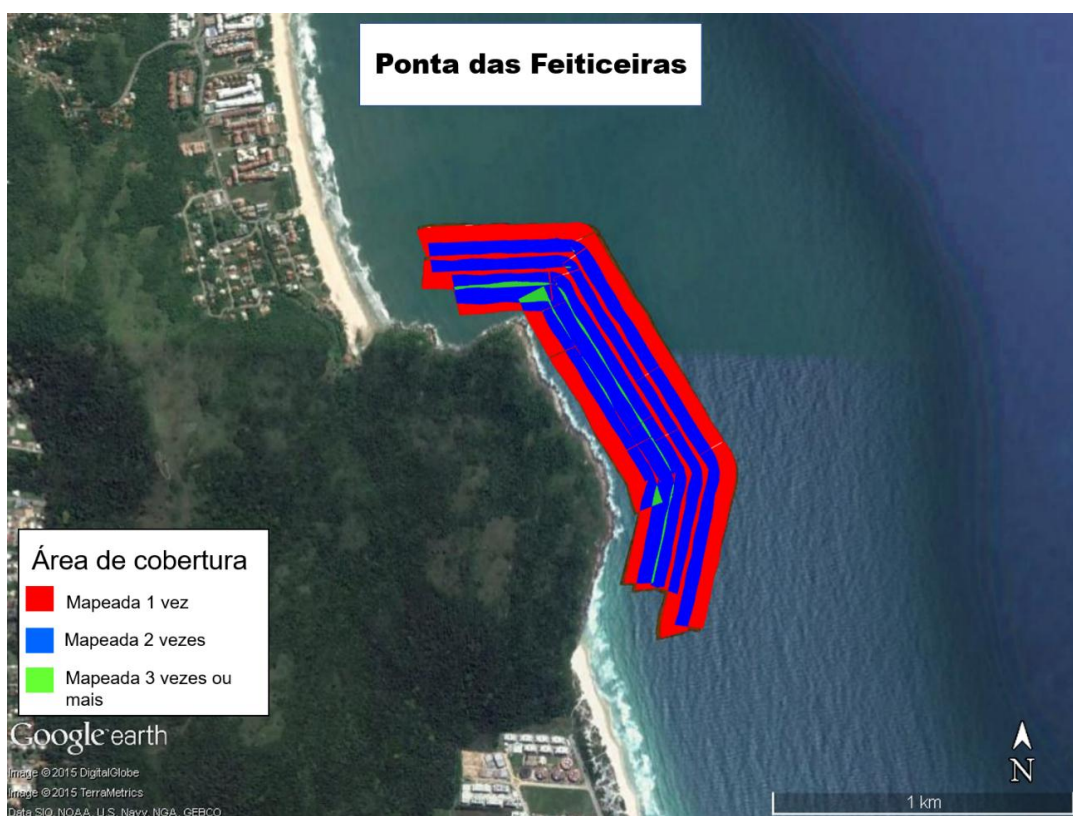 Ponta das Feiticeiras
Área de cobertura
Mapeada 1 vez
Mapeada 2 vezes
Mapeada 3 vezes ou
mais
Google earth
Image © 2015 DigitalGlobe
Image © 2015 TerraMetrics
Data SIO, NOAA, U.S. Navy, NGA, GEBCO
N
1 km